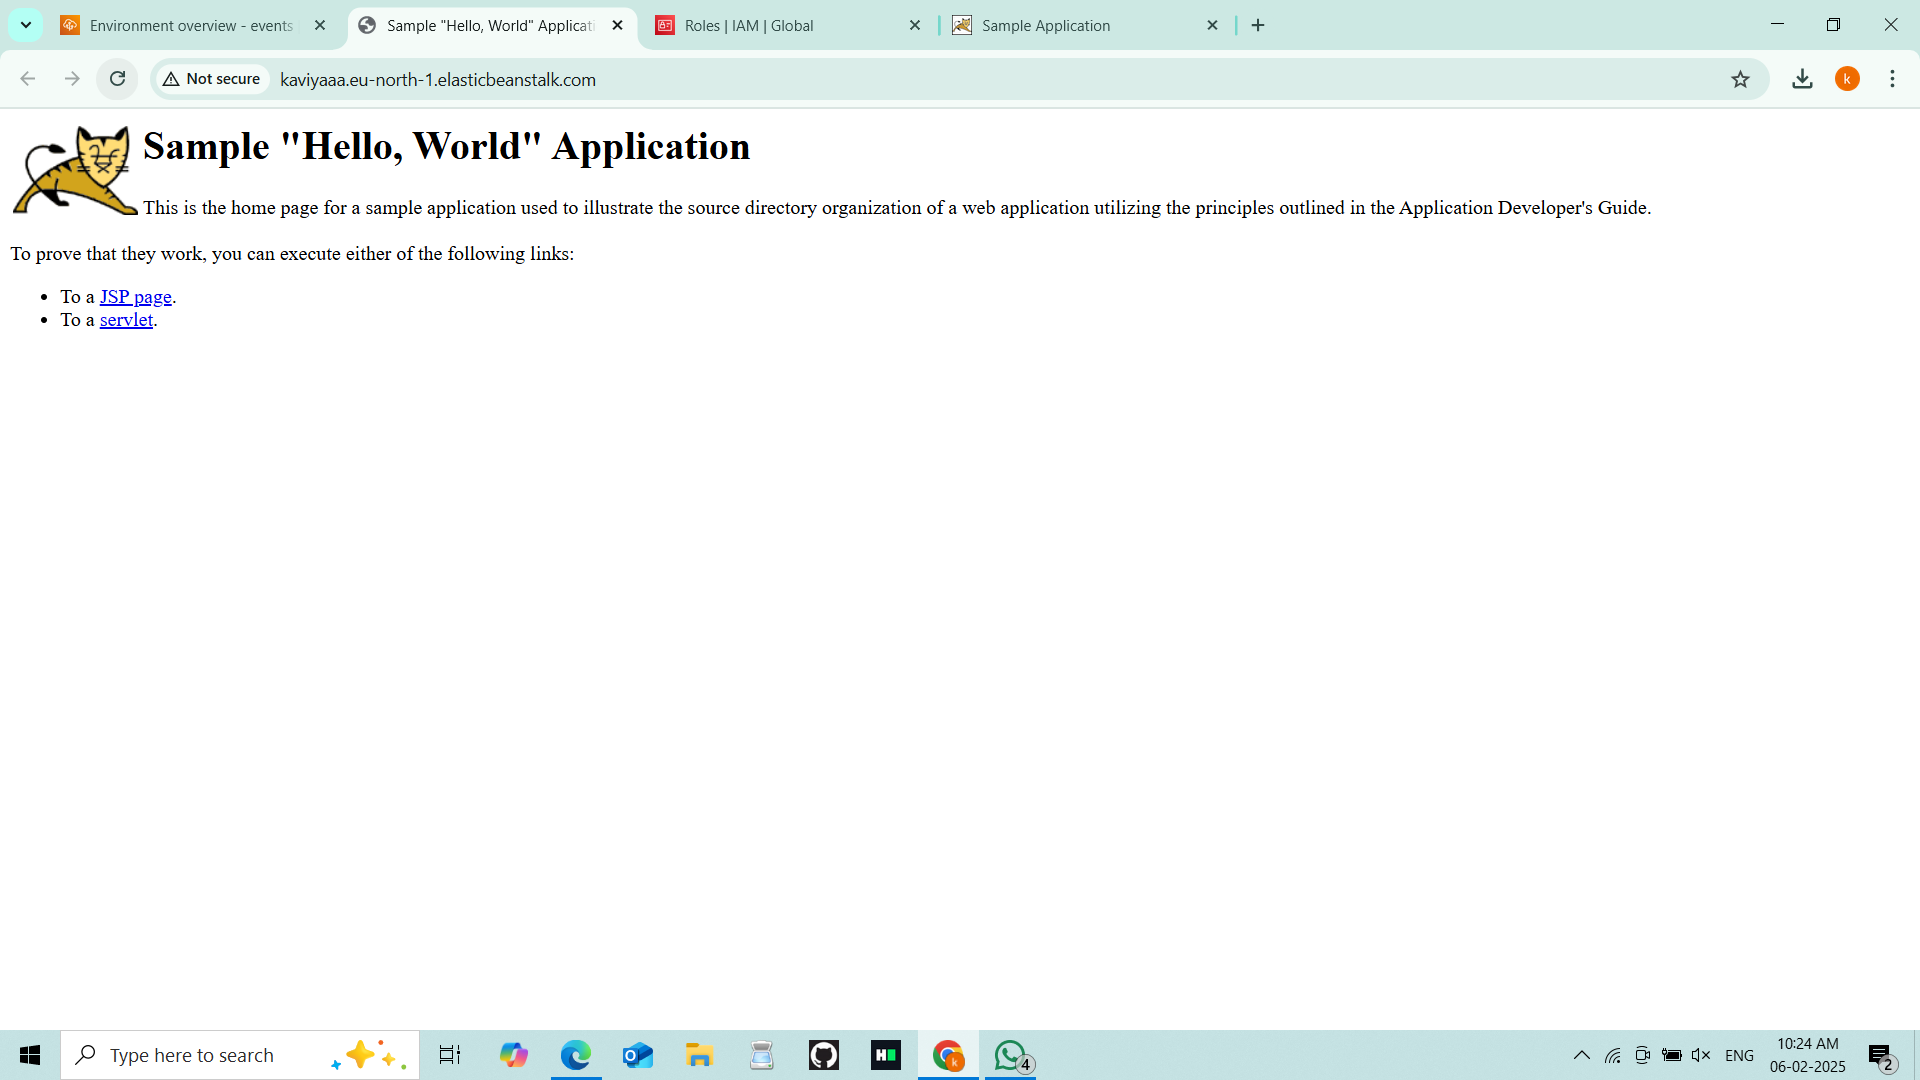 Environment overview - events
Sample "Hello, World" Applicati
Roles | IAM | Global
Sample Application
Not secure
kaviyaaa.eu-north-1.elasticbeanstalk.com
k
Sample "Hello, World" Application
This is the home page for a sample application used to illustrate the source directory organization of a web application utilizing the principles outlined in the Application Developer's Guide.
To prove that they work, you can execute either of the following links:
• To a JSP page.
• To a servlet.
Type here to search
H
k
4
ENG
10:24 AM
06-02-2025
2